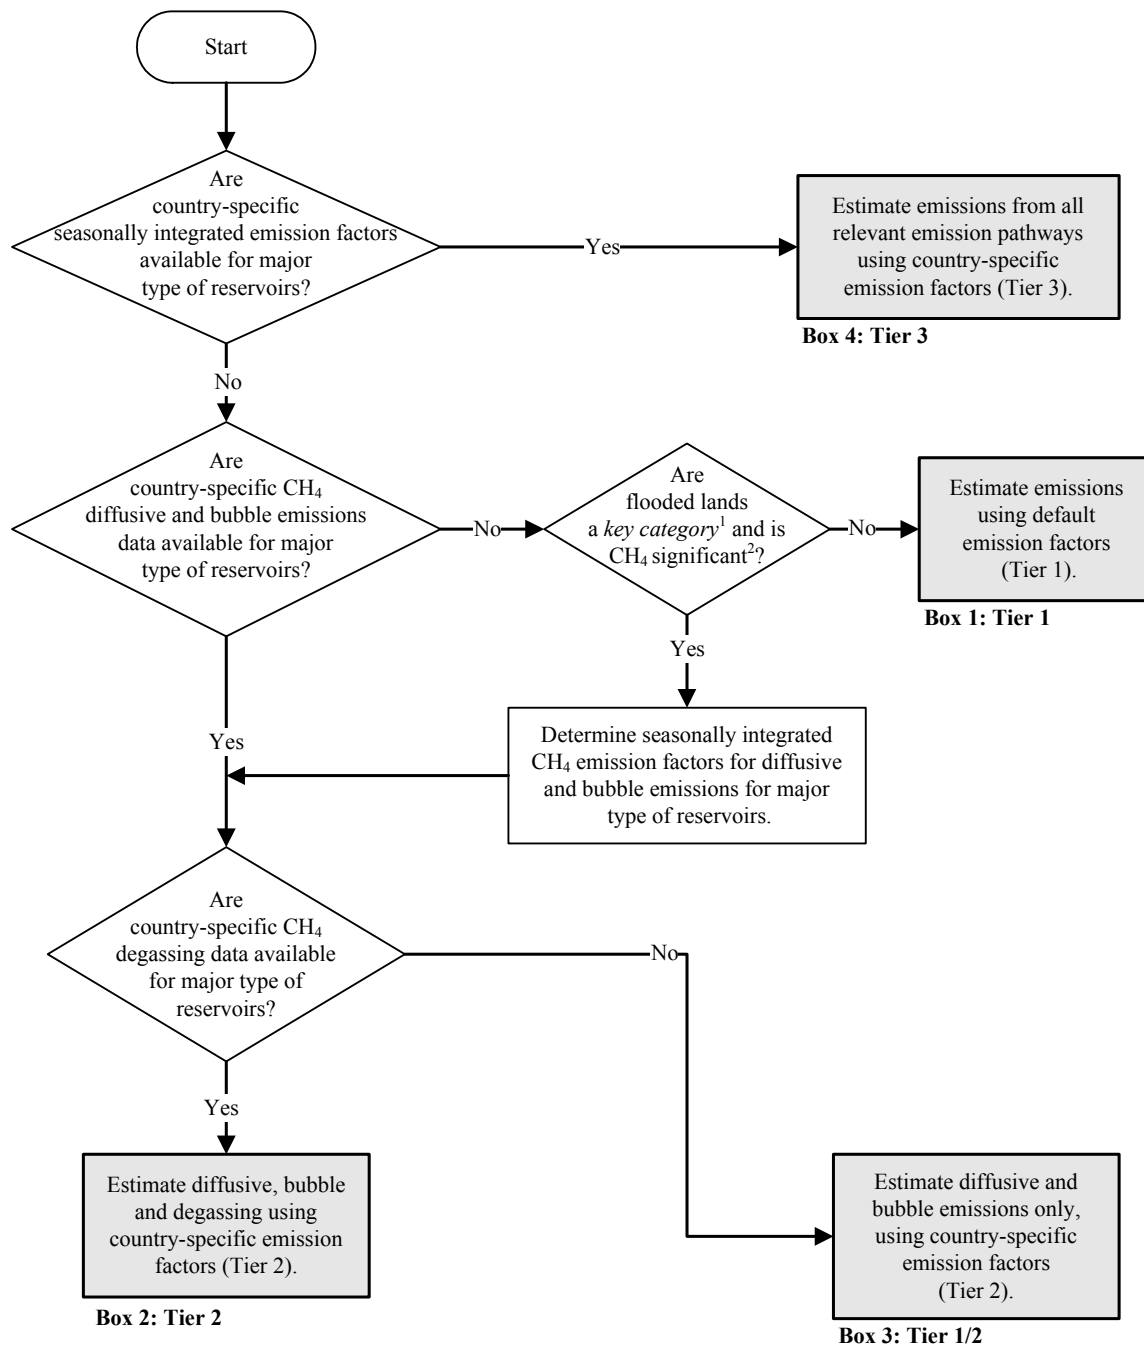 Start
Are
country-specific
seasonally integrated emission factors
available for major
type of reservoirs?
Yes
Estimate emissions from all
relevant emission pathways
using country-specific
emission factors (Tier 3).
Box 4: Tier 3
No
Are
country-specific CH₄
diffusive and bubble emissions
data available for major
type of reservoirs?
No
Are
flooded lands
a key category¹ and is
CH₄ significant²?
No
Estimate emissions
using default
emission factors
(Tier 1).
Box 1: Tier 1
Yes
Yes
Determine seasonally integrated
CH₄ emission factors for diffusive
and bubble emissions for major
type of reservoirs.
Are
country-specific CH₄
degassing data available
for major type of
reservoirs?
No
Yes
Estimate diffusive, bubble
and degassing using
country-specific emission
factors (Tier 2).
Box 2: Tier 2
Estimate diffusive and
bubble emissions only,
using country-specific
emission factors
(Tier 2).
Box 3: Tier 1/2